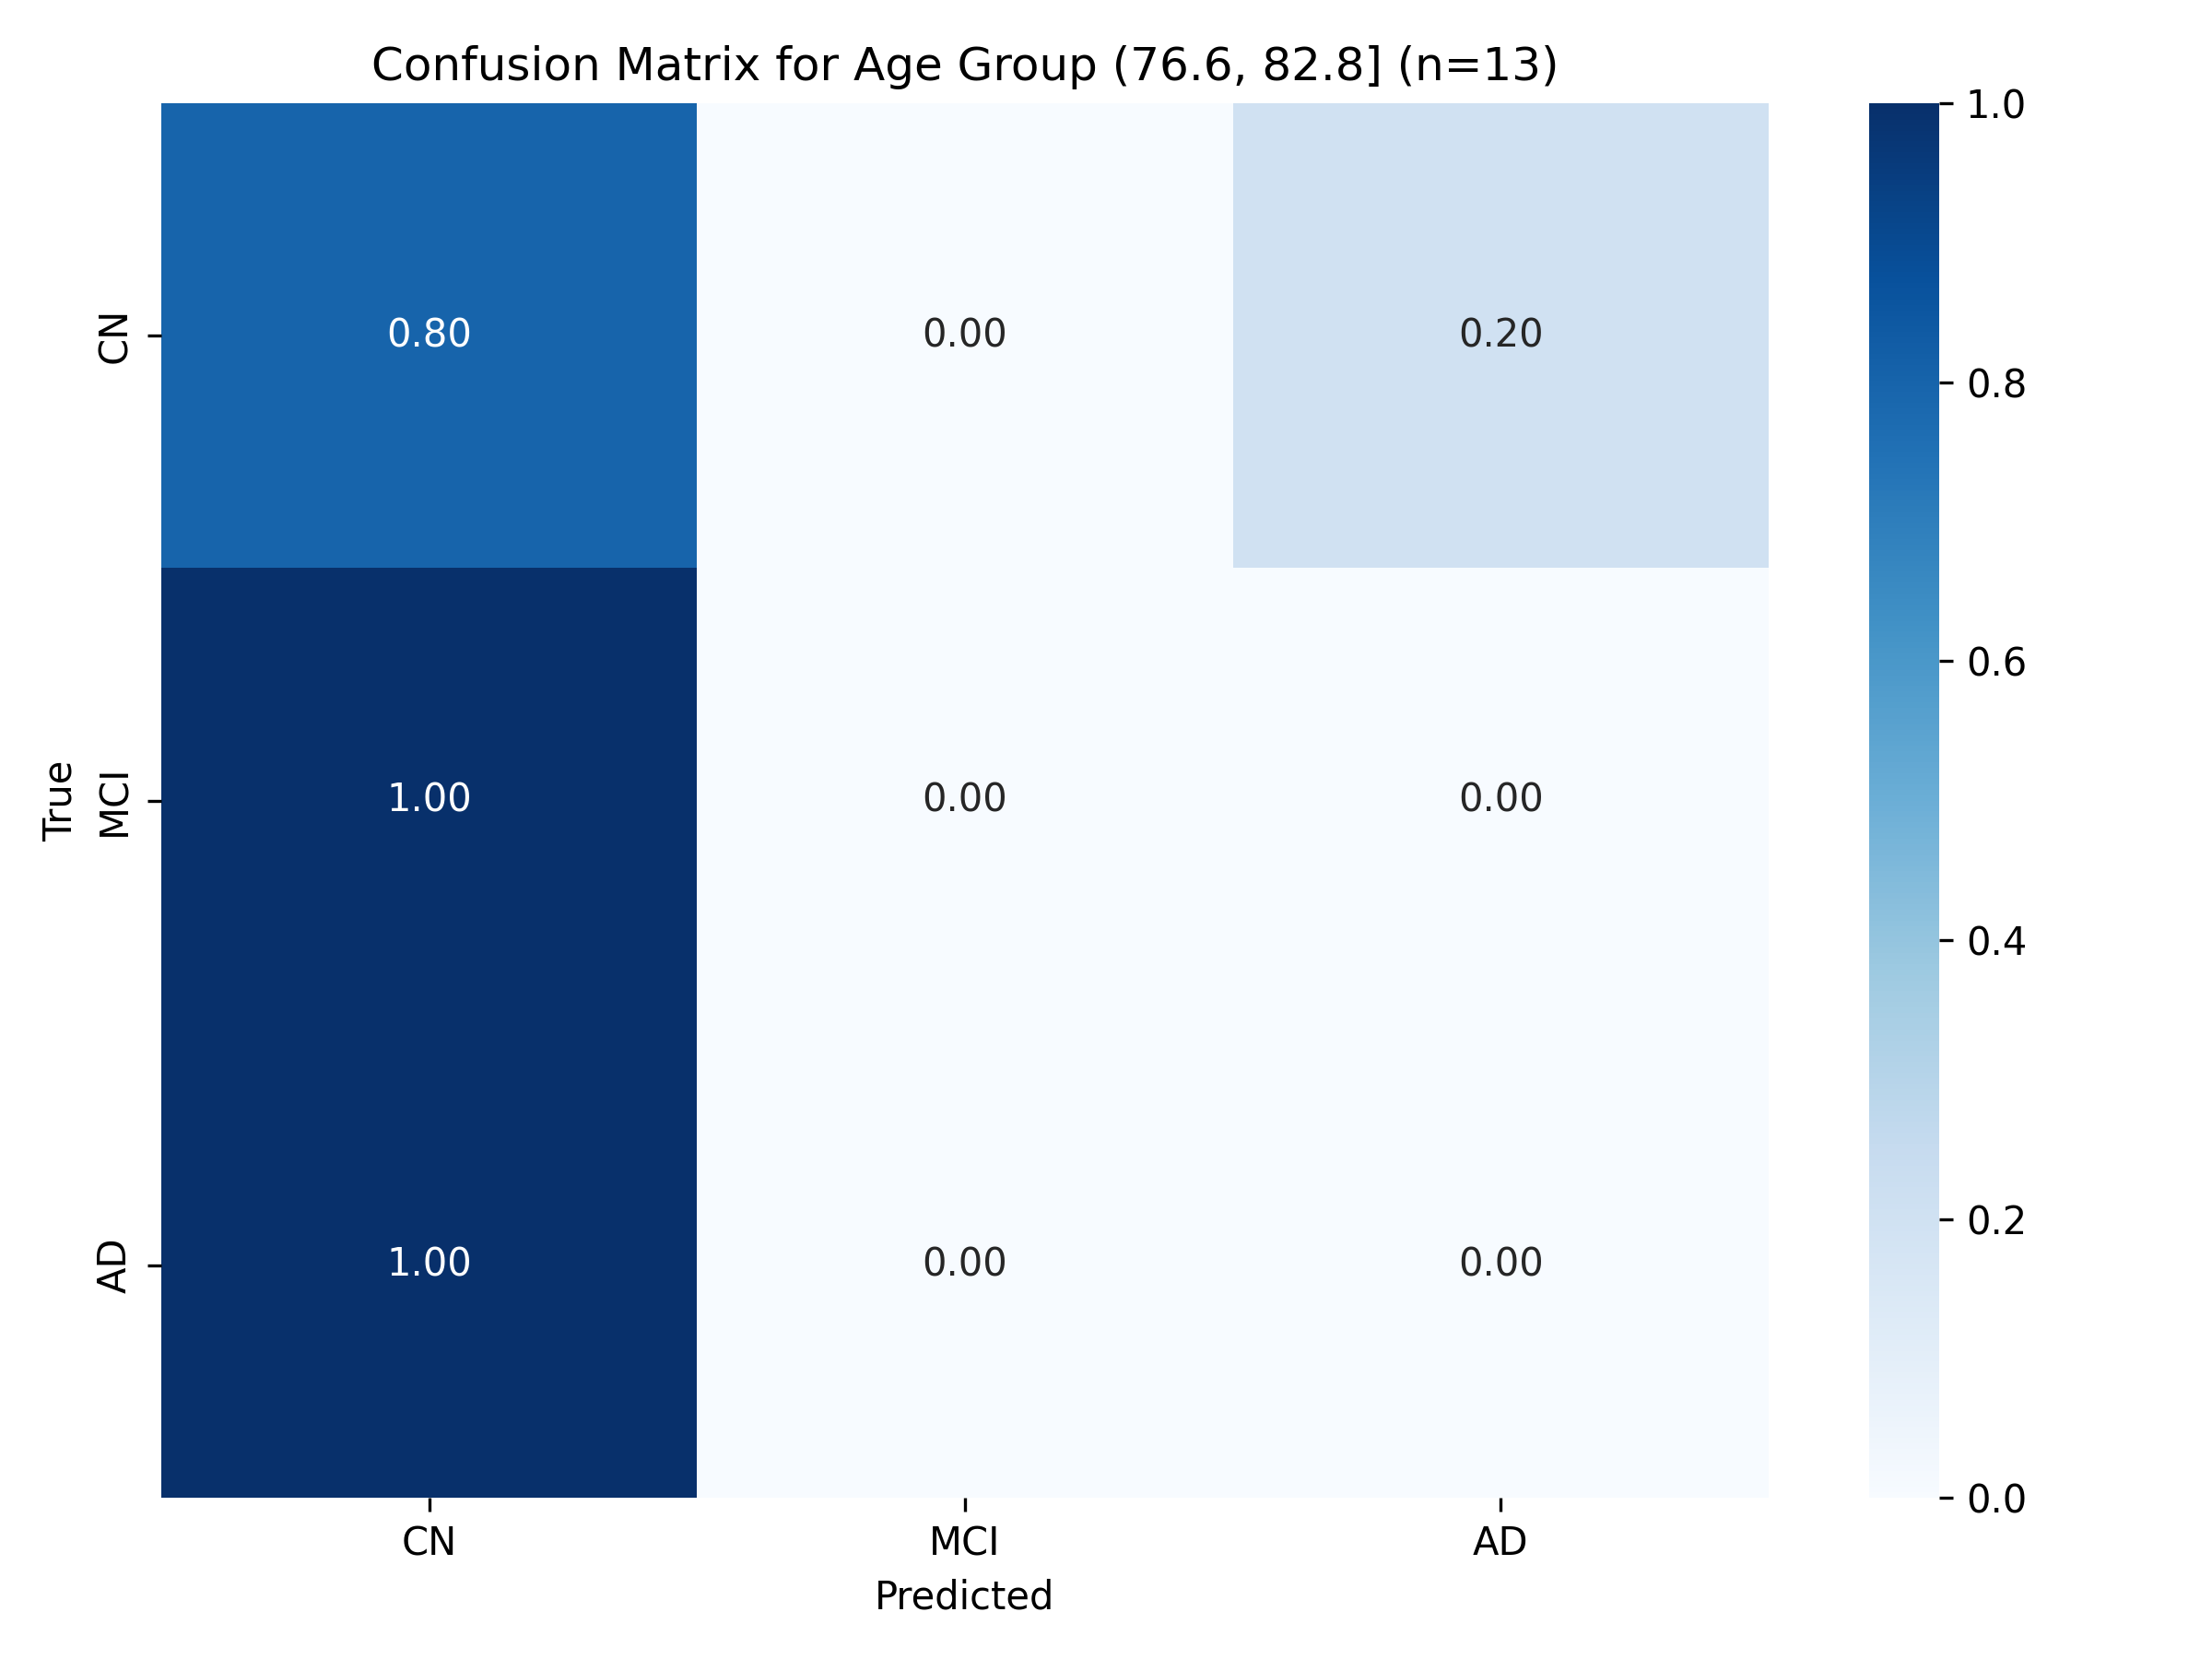 Confusion Matrix for Age Group (76.6, 82.8] (n=13)
True
CN
0.80 0.00 0.20
MCI
1.00 0.00 0.00
AD
1.00 0.00 0.00
CN MCI AD
Predicted
1.0
0.8
0.6
0.4
0.2
0.0